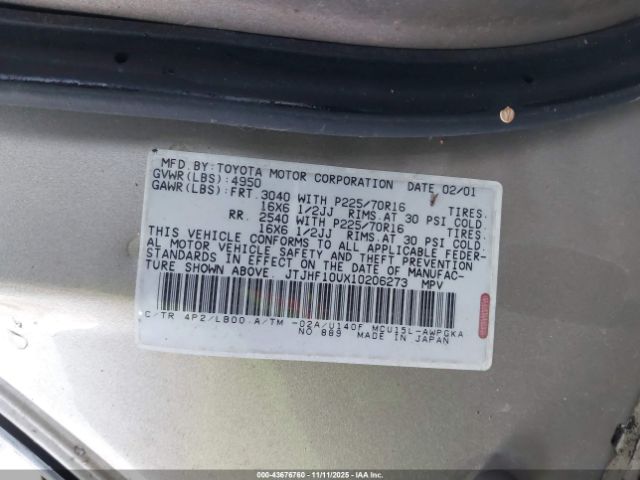 MFD.BY:TOYOTA MOTOR CORPORATION DATE 02/01
GVWR(LBS):4950
GAWR(LBS):FRT.3040 WITH P225/70R16 TIRES.
16X6 1/2JJ RIMS.AT 30 PSI COLD.
RR. 2540 WITH P225/70R16 TIRES.
16X6 1/2JJ RIMS.AT 30 PSI COLD.
THIS VEHICLE CONFORMS TO ALL APPLICABLE FEDER-
AL MOTOR VEHICLE SAFETY AND THEFT PREVENTION
STANDARDS IN EFFECT ON THE DATE OF MANUFAC-
TURE SHOWN ABOVE. JTJHF10UX10206273 MPV
C/TR 4P2/LB00 A/TM -02A/U140F MCU15L-AWPGKA
NO 889 MADE IN JAPAN
000-43676760 - 11/11/2025 - IAAI.COM